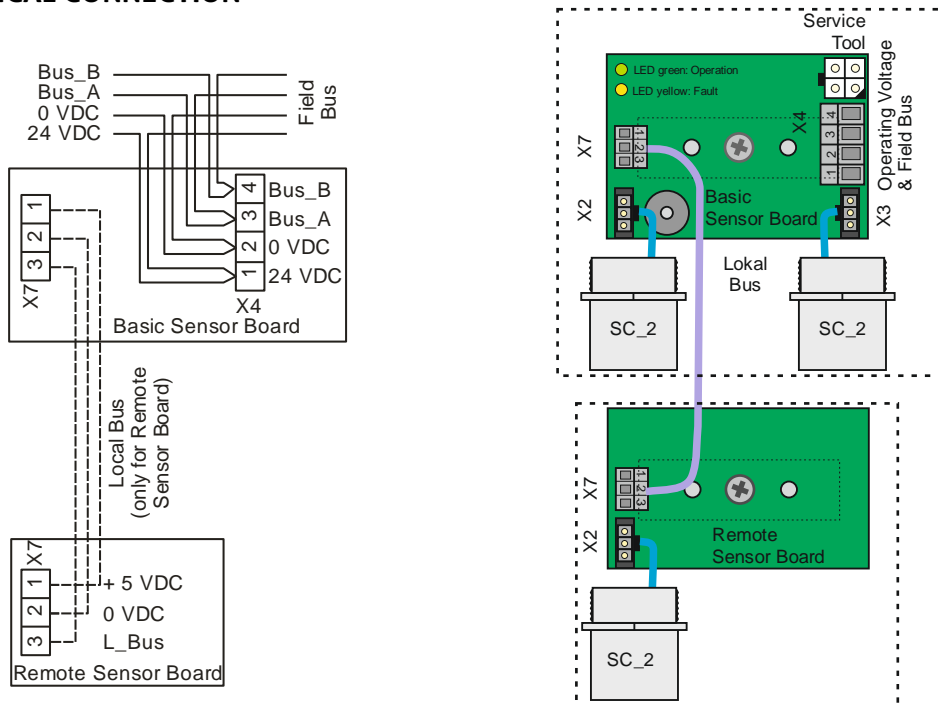 ICAL CONNECTION
Bus_B
Bus_A
0 VDC
24 VDC
Field
Bus
1
2
3
X7
4
3
2
1
Bus_B
Bus_A
0 VDC
24 VDC
X4
Basic Sensor Board
Local Bus
(only for Remote
Sensor Board)
X7
1
2
3
+ 5 VDC
0 VDC
L_Bus
Remote Sensor Board
Service
Tool
LED green: Operation
LED yellow: Fault
X7
1
2
3
X4
4
3
2
1
Operating Voltage
& Field Bus
X2
Basic
Sensor Board
X3
Lokal
Bus
SC_2
SC_2
X7
1
2
3
X2
Remote
Sensor Board
SC_2